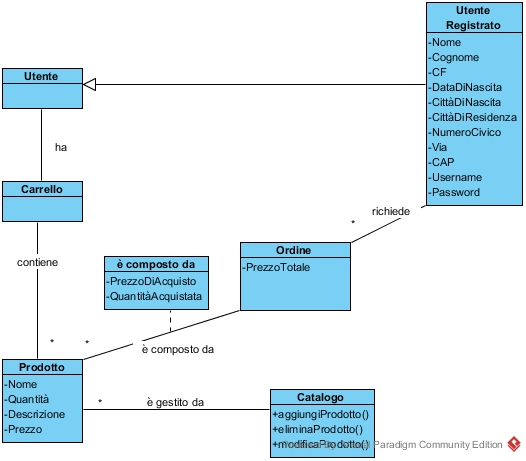 Utente
Registrato
-Nome
-Cognome
-CF
-DataDiNascita
-CittàDiNascita
-CittàDiResidenza
-NumeroCivico
-Via
-CAP
-Username
-Password
Utente
ha
Carrello
richiede
*
contiene
è composto da
-PrezzoDiAcquisto
-QuantitàAcquistata
Ordine
-PrezzoTotale
*
*
è composto da
Prodotto
-Nome
-Quantità
-Descrizione
-Prezzo
*
è gestito da
Catalogo
+aggiungiProdotto()
+eliminaProdotto()
+modificaProdotto()
Paradigm Community Edition